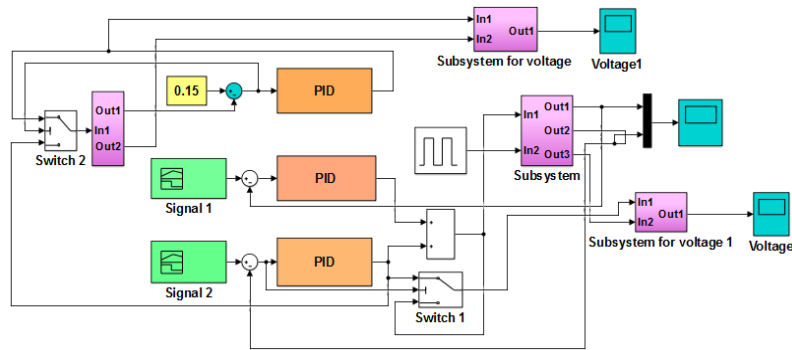 In1
In2
Out1
Subsystem for voltage
Voltage1
0.15
PID
Out1
In1
Out2
Switch 2
In1
In2
Out1
Out2
Out3
Subsystem
Signal 1
PID
In1
In2
Out1
Subsystem for voltage 1
Voltage
Signal 2
PID
Switch 1